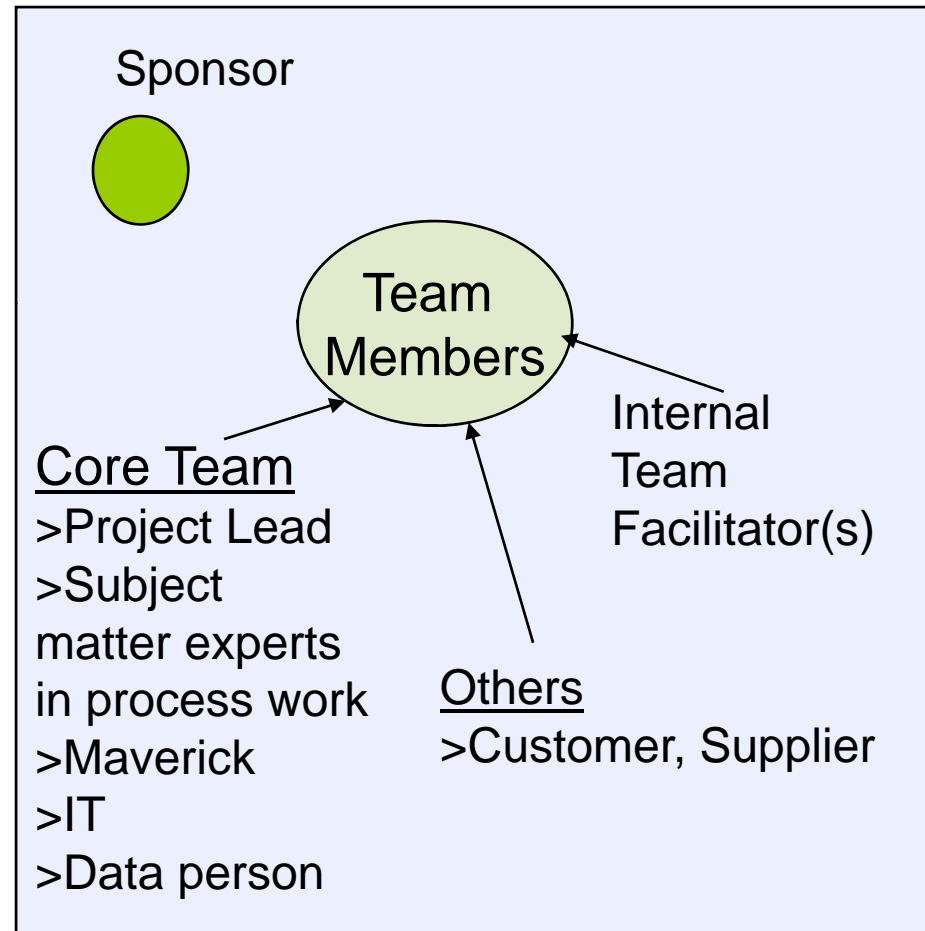 Sponsor
Team
Members
Core Team
>Project Lead
>Subject
matter experts
in process work
>Maverick
>IT
>Data person
Others
>Customer, Supplier
Internal
Team
Facilitator(s)